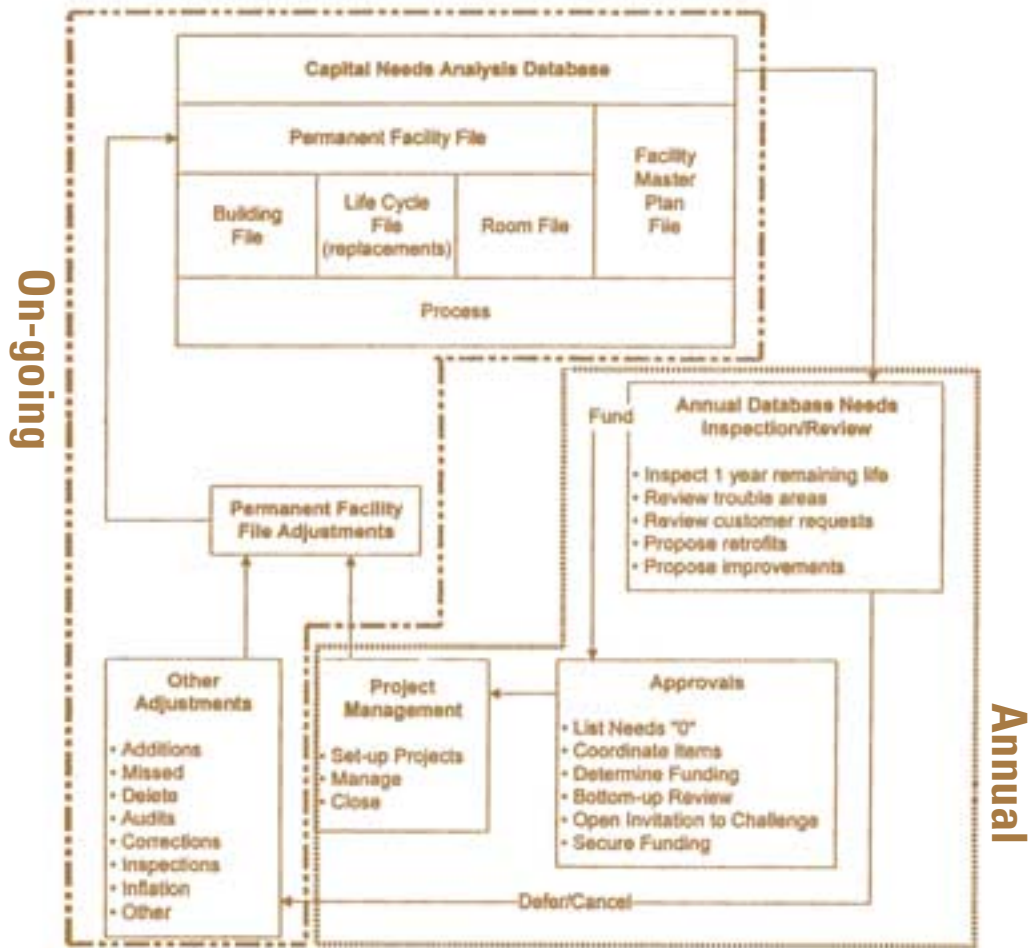 Capital Needs Analysis Database
Permanent Facility File
Facility
Master
Plan
File
Building
File
Life Cycle
File
(replacements)
Room File
Process
On-going
Fund
Annual Database Needs
Inspection/Review
• Inspect 1 year remaining life
• Review trouble areas
• Review customer requests
• Propose retrofits
• Propose improvements
Permanent Facility
File Adjustments
Other
Adjustments
• Additions
• Missed
• Delete
• Audits
• Corrections
• Inspections
• Inflation
• Other
Project
Management
• Set-up Projects
• Manage
• Close
Approvals
• List Needs "0"
• Coordinate Items
• Determine Funding
• Bottom-up Review
• Open Invitation to Challenge
• Secure Funding
Annual
Defer/Cancel